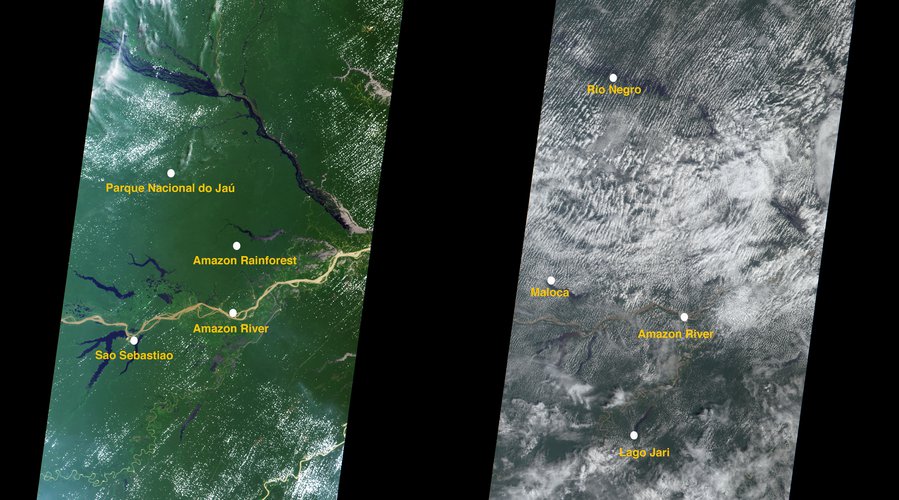 Parque Nacional do Jaú
Amazon Rainforest
Amazon River
Sao Sebastiao
Rio Negro
Maloca
Amazon River
Lago Jari